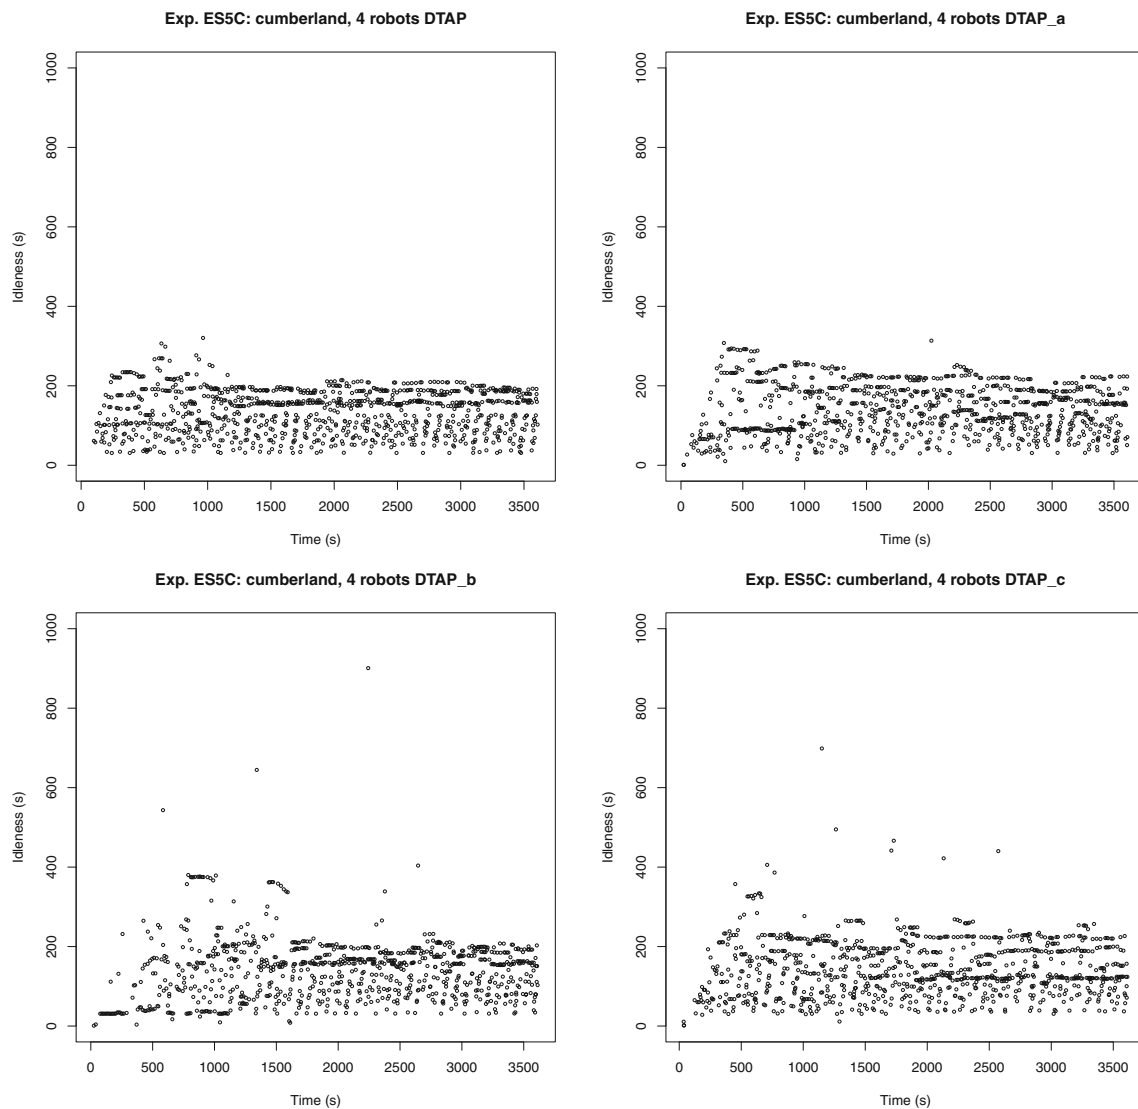 Exp. ES5C: cumberland, 4 robots DTAP
Idleness (s)
1000
800
600
400
200
0
0 500 1000 1500 2000 2500 3000 3500
Time (s)
Exp. ES5C: cumberland, 4 robots DTAP_a
Idleness (s)
1000
800
600
400
200
0
0 500 1000 1500 2000 2500 3000 3500
Time (s)
Exp. ES5C: cumberland, 4 robots DTAP_b
Idleness (s)
1000
800
600
400
200
0
0 500 1000 1500 2000 2500 3000 3500
Time (s)
Exp. ES5C: cumberland, 4 robots DTAP_c
Idleness (s)
1000
800
600
400
200
0
0 500 1000 1500 2000 2500 3000 3500
Time (s)